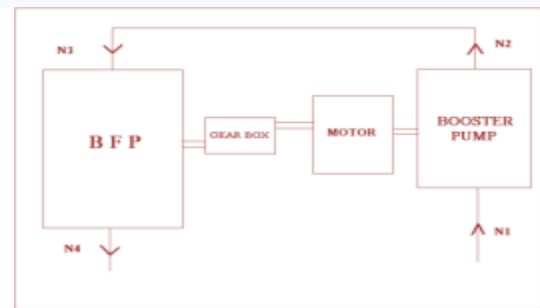 N3
N2
B F P
GEAR BOX
MOTOR
BOOSTER
PUMP
N4
N1